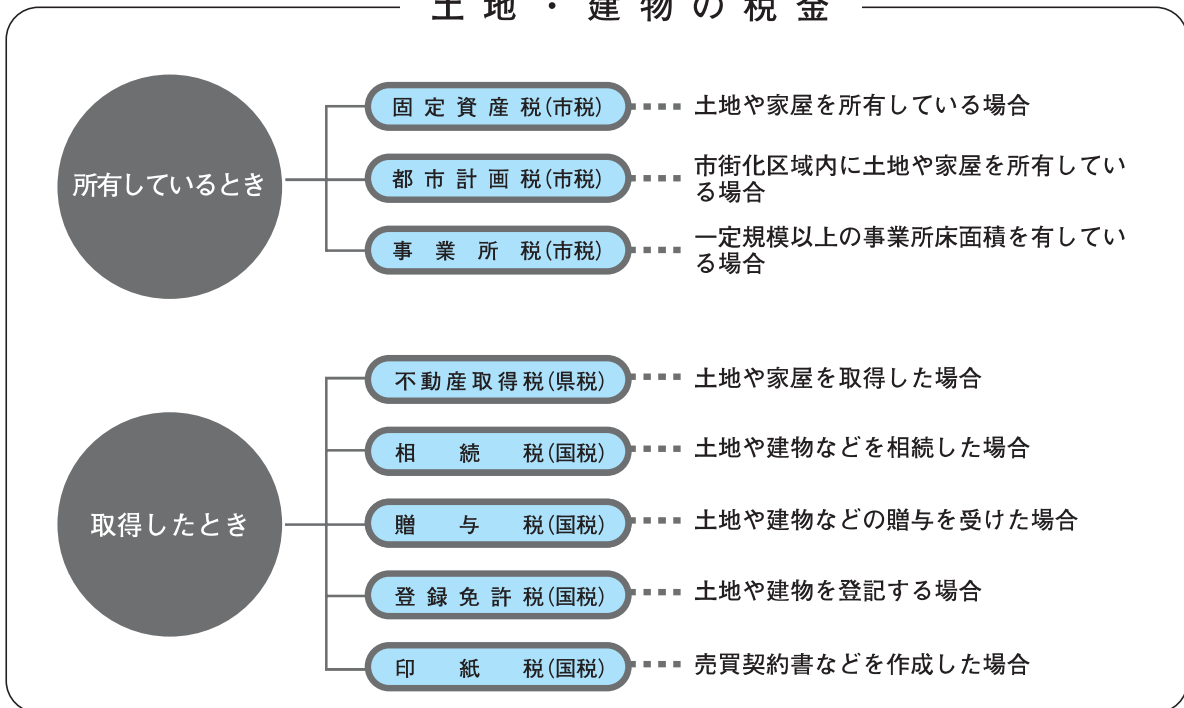 土地・建物の税金
所有しているとき
固定資産税(市税)
土地や家屋を所有している場合
都市計画税(市税)
市街化区域内に土地や家屋を所有してい
る場合
事業所税(市税)
一定規模以上の事業所床面積を有してい
る場合
取得したとき
不動産取得税(県税)
土地や家屋を取得した場合
相続税(国税)
土地や建物などを相続した場合
贈与税(国税)
土地や建物などの贈与を受けた場合
登録免許税(国税)
土地や建物を登記する場合
印紙税(国税)
売買契約書などを作成した場合